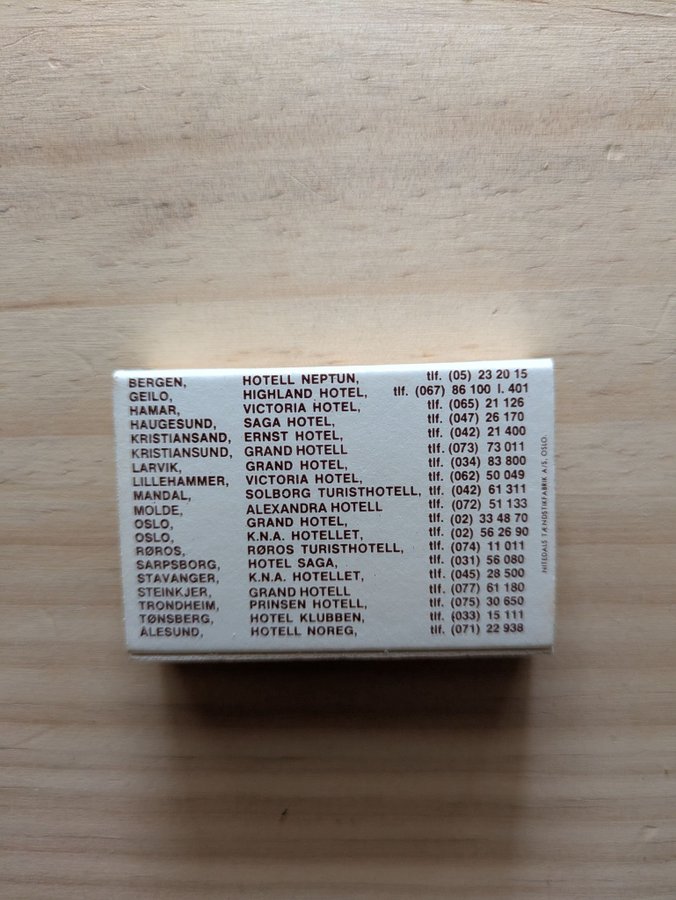 BERGEN, HOTELL NEPTUN, tlf. (05) 23 20 15
GEILO, HIGHLAND HOTEL, tlf. (067) 86 100 l. 401
HAMAR, VICTORIA HOTEL, tlf. (065) 21 126
HAUGESUND, SAGA HOTEL, tlf. (047) 26 170
KRISTIANSAND, ERNST HOTEL, tlf. (042) 21 400
KRISTIANSUND, GRAND HOTELL tlf. (073) 73 011
LARVIK, GRAND HOTEL, tlf. (034) 83 800
LILLEHAMMER, VICTORIA HOTEL, tlf. (062) 50 049
MANDAL, SOLBORG TURISTHOTELL, tlf. (042) 61 311
MOLDE, ALEXANDRA HOTELL tlf. (072) 51 133
OSLO, GRAND HOTEL, tlf. (02) 33 48 70
OSLO, K.N.A. HOTELLET, tlf. (02) 56 26 90
RØROS, RØROS TURISTHOTELL, tlf. (074) 11 011
SARPSBORG, HOTEL SAGA, tlf. (031) 56 080
STAVANGER, K.N.A. HOTELLET, tlf. (045) 28 500
STEINKJER, GRAND HOTELL tlf. (077) 61 180
TRONDHEIM, PRINSEN HOTELL, tlf. (075) 30 650
TØNSBERG, HOTEL KLUBBEN, tlf. (033) 15 111
ÅLESUND, HOTELL NOREG, tlf. (071) 22 938
NITEDALS TÆNDSTIKFABRIK A/S, OSLO.